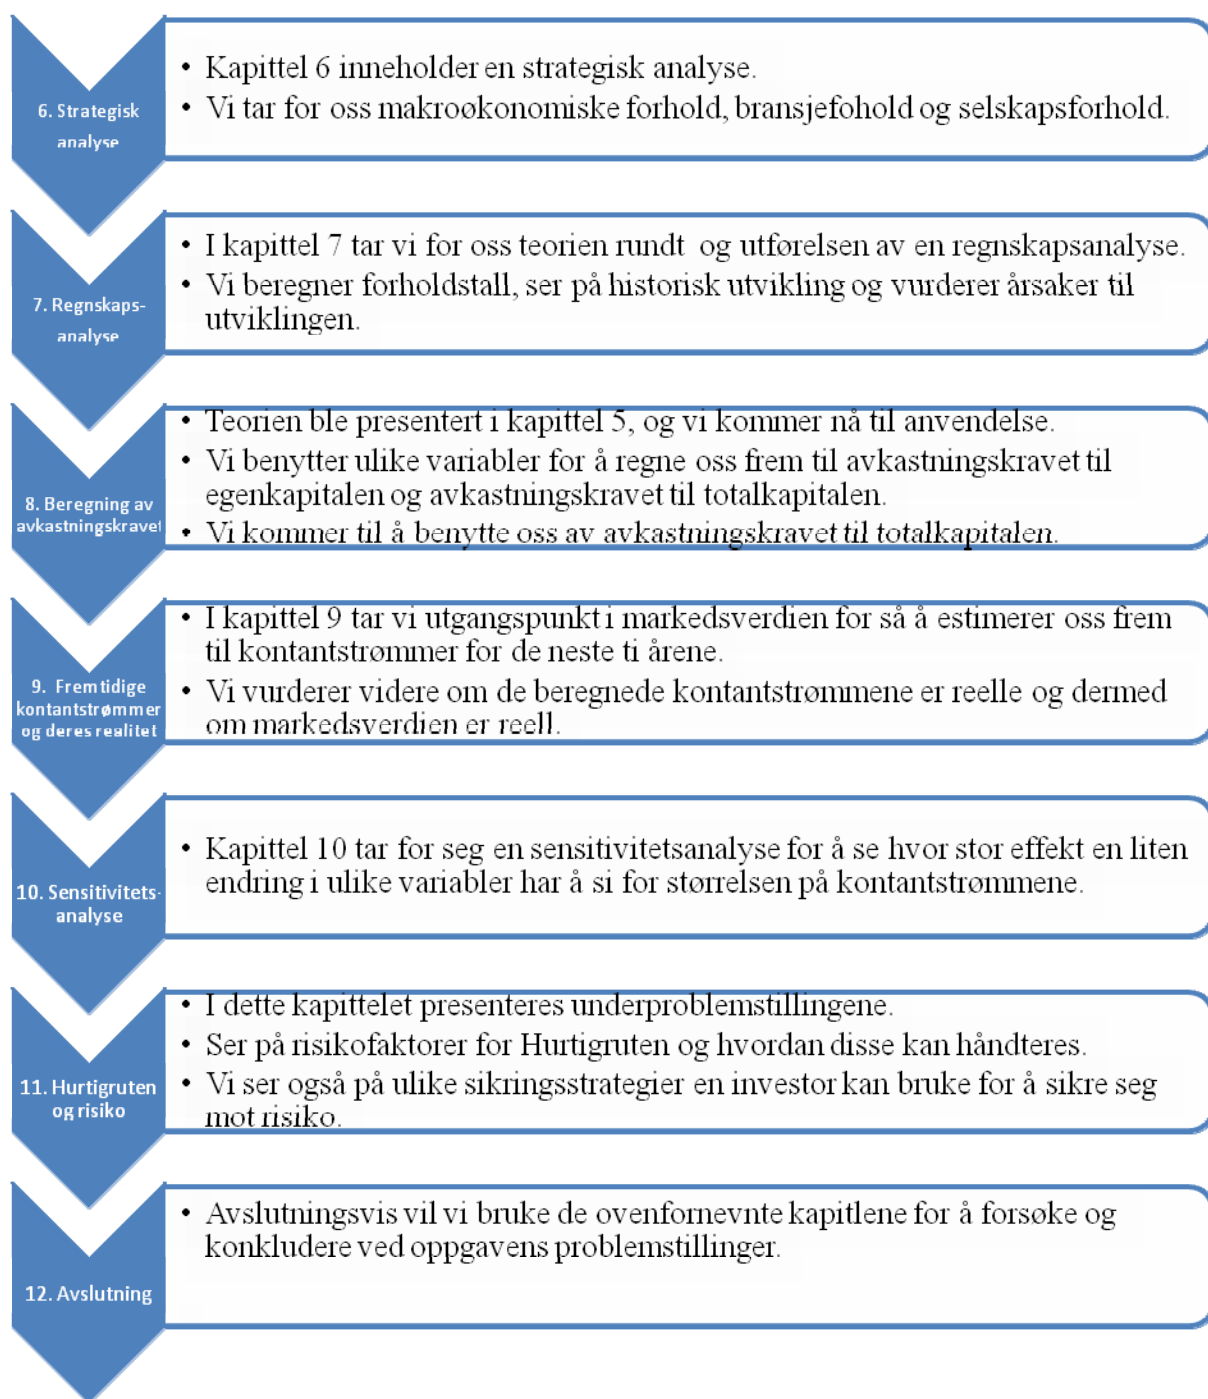 6. Strategisk
analyse
• Kapittel 6 inneholder en strategisk analyse.
• Vi tar for oss makroøkonomiske forhold, bransjefohold og selskapsforhold.
7. Regnskaps-
analyse
• I kapittel 7 tar vi for oss teorien rundt og utførelsen av en regnskapsanalyse.
• Vi beregner forholdstall, ser på historisk utvikling og vurderer årsaker til
utviklingen.
8. Beregning av
avkastningskravet
• Teorien ble presentert i kapittel 5, og vi kommer nå til anvendelse.
• Vi benytter ulike variabler for å regne oss frem til avkastningskravet til
egenkapitalen og avkastningskravet til totalkapitalen.
• Vi kommer til å benytte oss av avkastningskravet til totalkapitalen.
9. Fremtidige
kontantstrømmer
og deres realitet
• I kapittel 9 tar vi utgangspunkt i markedsverdien for så å estimerer oss frem
til kontantstrømmer for de neste ti årene.
• Vi vurderer videre om de beregnede kontantstrømmene er reelle og dermed
om markedsverdien er reell.
10. Sensitivitets-
analyse
• Kapittel 10 tar for seg en sensitivitetsanalyse for å se hvor stor effekt en liten
endring i ulike variabler har å si for størrelsen på kontantstrømmene.
11. Hurtigruten
og risiko
• I dette kapittelet presenteres underproblemstillingene.
• Ser på risikofaktorer for Hurtigruten og hvordan disse kan håndteres.
• Vi ser også på ulike sikringsstrategier en investor kan bruke for å sikre seg
mot risiko.
12. Avslutning
• Avslutningsvis vil vi bruke de ovenfornevnte kapitlene for å forsøke og
konkludere ved oppgavens problemstillinger.